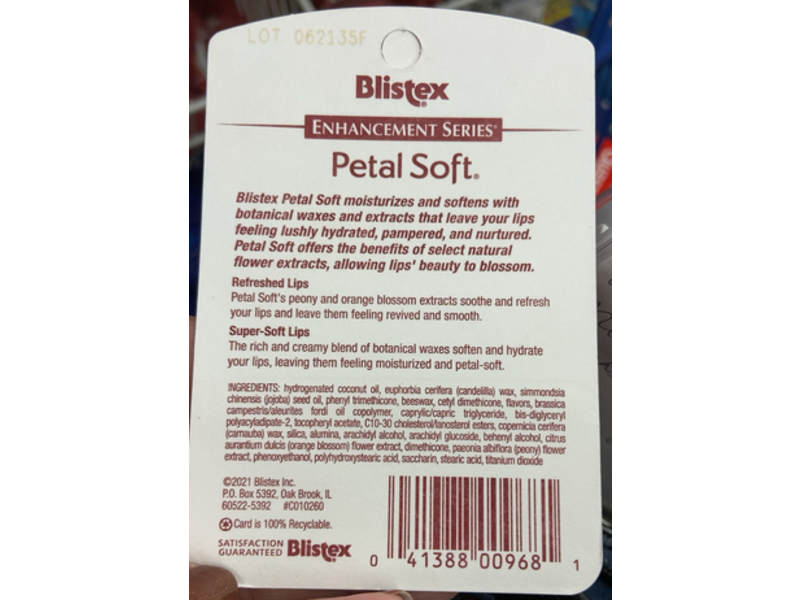 LOT 062135F
Blistex®
ENHANCEMENT SERIES®
Petal Soft®
Blistex Petal Soft moisturizes and softens with
botanical waxes and extracts that leave your lips
feeling lushly hydrated, pampered, and nurtured.
Petal Soft offers the benefits of select natural
flower extracts, allowing lips' beauty to blossom.
Refreshed Lips
Petal Soft's peony and orange blossom extracts soothe and refresh
your lips and leave them feeling revived and smooth.
Super-Soft Lips
The rich and creamy blend of botanical waxes soften and hydrate
your lips, leaving them feeling moisturized and petal-soft.
INGREDIENTS: hydrogenated coconut oil, euphorbia cerifera (candelilla) wax, simmondsia
chinensis (jojoba) seed oil, phenyl trimethicone, beeswax, cetyl dimethicone, flavors, brassica
campestris/aleurites fordi oil copolymer, caprylic/capric triglyceride, bis-diglyceryl
polyacyladipate-2, tocopheryl acetate, C10-30 cholesterol/lanosterol esters, copernicia cerifera
(carnauba) wax, silica, alumina, arachidyl alcohol, arachidyl glucoside, behenyl alcohol, citrus
aurantium dulcis (orange blossom) flower extract, dimethicone, paeonia albiflora (peony) flower
extract, phenoxyethanol, polyhydroxystearic acid, saccharin, stearic acid, titanium dioxide
©2021 Blistex Inc.
P.O. Box 5392, Oak Brook, IL
60522-5392 #C010260
Card is 100% Recyclable.
SATISFACTION
GUARANTEED Blistex
0 41388 00968 1